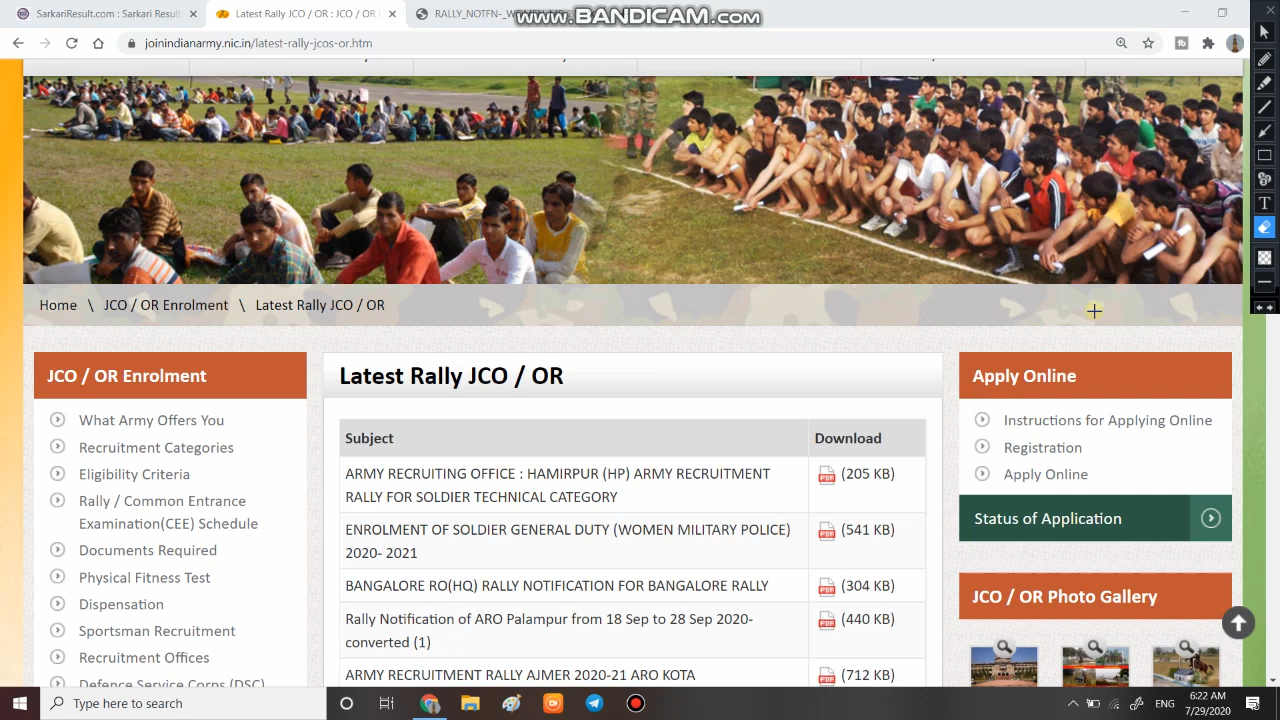 SarkariResult.com : Sarkari Result
Latest Rally JCO / OR : JCO / OR
RALLY_NOTFN-_WOMEN
www.BANDICAM.com
joinindianarmy.nic.in/latest-rally-jcos-or.htm
Home \ JCO / OR Enrolment \ Latest Rally JCO / OR
JCO / OR Enrolment
What Army Offers You
Recruitment Categories
Eligibility Criteria
Rally / Common Entrance
Examination(CEE) Schedule
Documents Required
Physical Fitness Test
Dispensation
Sportsman Recruitment
Recruitment Offices
Defence Service Corps (DSC)
Latest Rally JCO / OR
Subject Download
ARMY RECRUITING OFFICE : HAMIRPUR (HP) ARMY RECRUITMENT (205 KB)
RALLY FOR SOLDIER TECHNICAL CATEGORY
ENROLMENT OF SOLDIER GENERAL DUTY (WOMEN MILITARY POLICE) (541 KB)
2020- 2021
BANGALORE RO(HQ) RALLY NOTIFICATION FOR BANGALORE RALLY (304 KB)
Rally Notification of ARO Palampur from 18 Sep to 28 Sep 2020- (440 KB)
converted (1)
ARMY RECRUITMENT RALLY AJMER 2020-21 ARO KOTA (712 KB)
Apply Online
Instructions for Applying Online
Registration
Apply Online
Status of Application
JCO / OR Photo Gallery
Type here to search
ENG
6:22 AM
7/29/2020